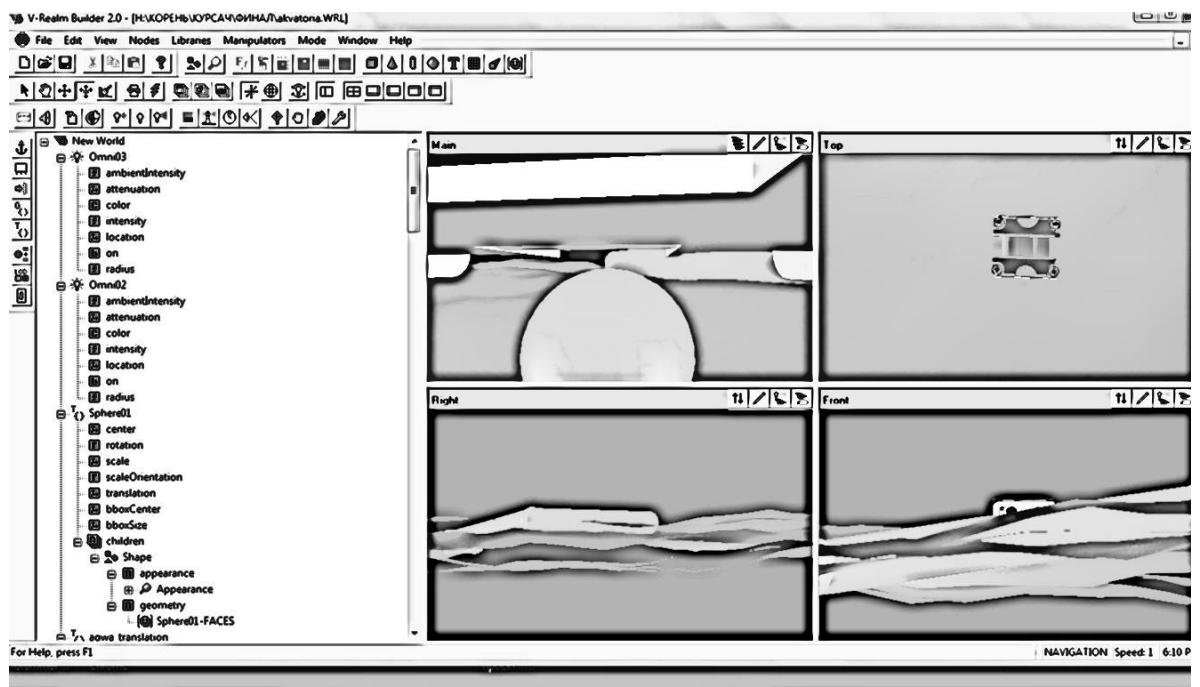 V-Realm Builder 2.0 - [H:\КОРЕНЬ\КУРСАЧ\ФИНАЛ\akvatona.WRL]
File Edit View Nodes Libraries Manipulators Mode Window Help
New World
Omni03
ambientIntensity
attenuation
color
intensity
location
on
radius
Omni02
ambientIntensity
attenuation
color
intensity
location
on
radius
Sphere01
center
rotation
scale
scaleOrientation
translation
bboxCenter
bboxSize
children
Shape
appearance
Appearance
geometry
Sphere01-FACES
aqwa translation
Main
Top
Right
Front
For Help, press F1
NAVIGATION Speed: 1 6:10 P